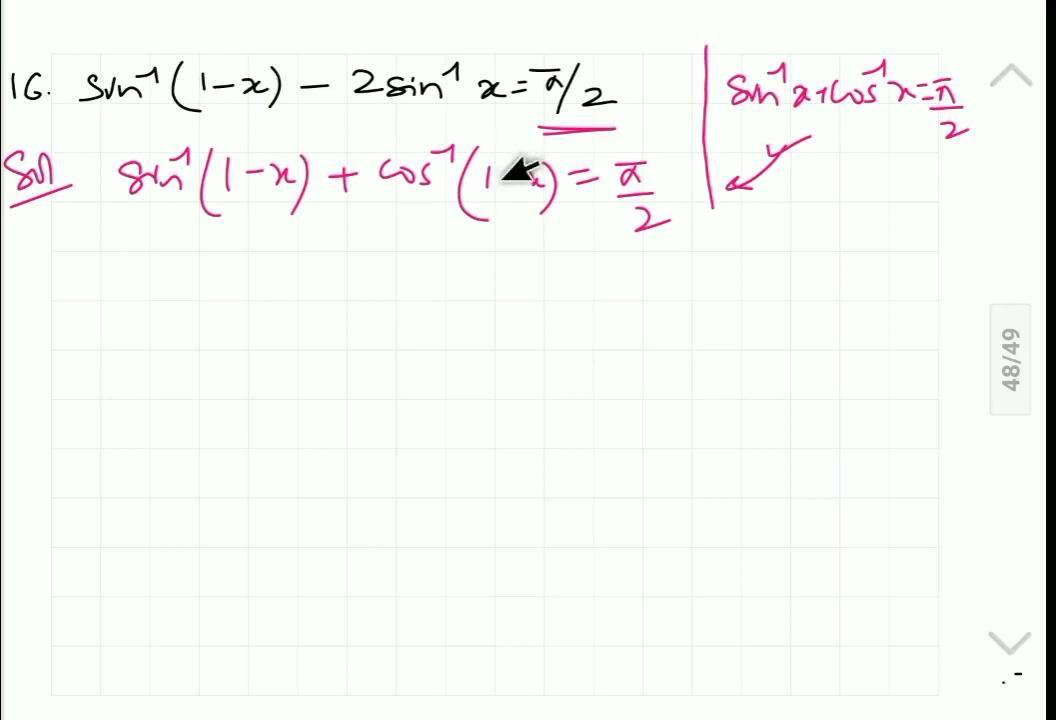 16. sin⁻¹(1-x) - 2sin⁻¹ x = π/2
sin⁻¹x + cos⁻¹x = π/2
Sol sin⁻¹(1-x) + cos⁻¹(1 x) = π/2
48/49